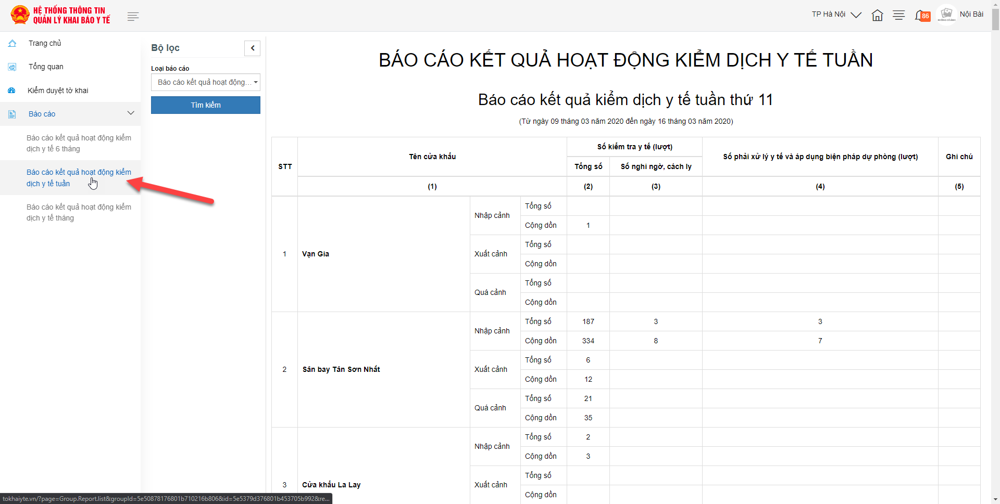 HỆ THỐNG THÔNG TIN
QUẢN LÝ KHAI BÁO Y TẾ
TP Hà Nội
86
Nội Bài
Trang chủ
Tổng quan
Kiểm duyệt tờ khai
Báo cáo
Báo cáo kết quả hoạt động kiểm
dịch y tế 6 tháng
Báo cáo kết quả hoạt động kiểm
dịch y tế tuần
Báo cáo kết quả hoạt động kiểm
dịch y tế tháng
Bộ lọc
Loại báo cáo
Báo cáo kết quả hoạt động...
Tìm kiếm
BÁO CÁO KẾT QUẢ HOẠT ĐỘNG KIỂM DỊCH Y TẾ TUẦN
Báo cáo kết quả kiểm dịch y tế tuần thứ 11
(Từ ngày 09 tháng 03 năm 2020 đến ngày 16 tháng 03 năm 2020)
STT
Tên cửa khẩu
Số kiểm tra y tế (lượt)
Số phải xử lý y tế và áp dụng biện pháp dự phòng (lượt)
Ghi chú
Tổng số
Số nghi ngờ, cách ly
(1)
(2)
(3)
(4)
(5)
1
Vạn Gia
Nhập cảnh
Tổng số
Cộng dồn
1
Xuất cảnh
Tổng số
Cộng dồn
Quá cảnh
Tổng số
Cộng dồn
2
Sân bay Tân Sơn Nhất
Nhập cảnh
Tổng số
187
3
3
Cộng dồn
334
8
7
Xuất cảnh
Tổng số
6
Cộng dồn
12
Quá cảnh
Tổng số
21
Cộng dồn
35
3
Cửa khẩu La Lay
Nhập cảnh
Tổng số
2
Cộng dồn
3
Xuất cảnh
Tổng số
Cộng dồn
tokhaiyte.vn/?page=Group.Report.list&groupId=5e50878176801b710216b806&id=5e5379d376801b453705b992&re...